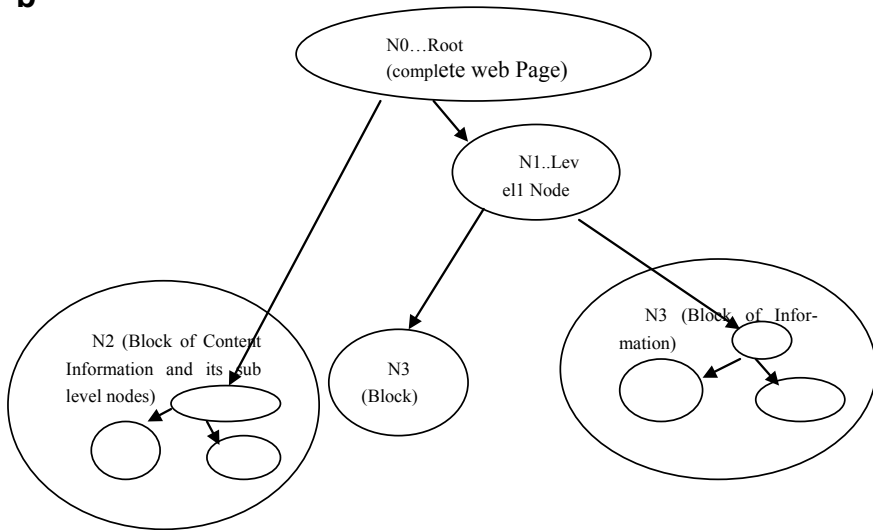 b
N0…Root
(complete web Page)
N1..Lev
el1 Node
N2 (Block of Content
Information and its sub
level nodes)
N3
(Block)
N3 (Block of Infor-
mation)